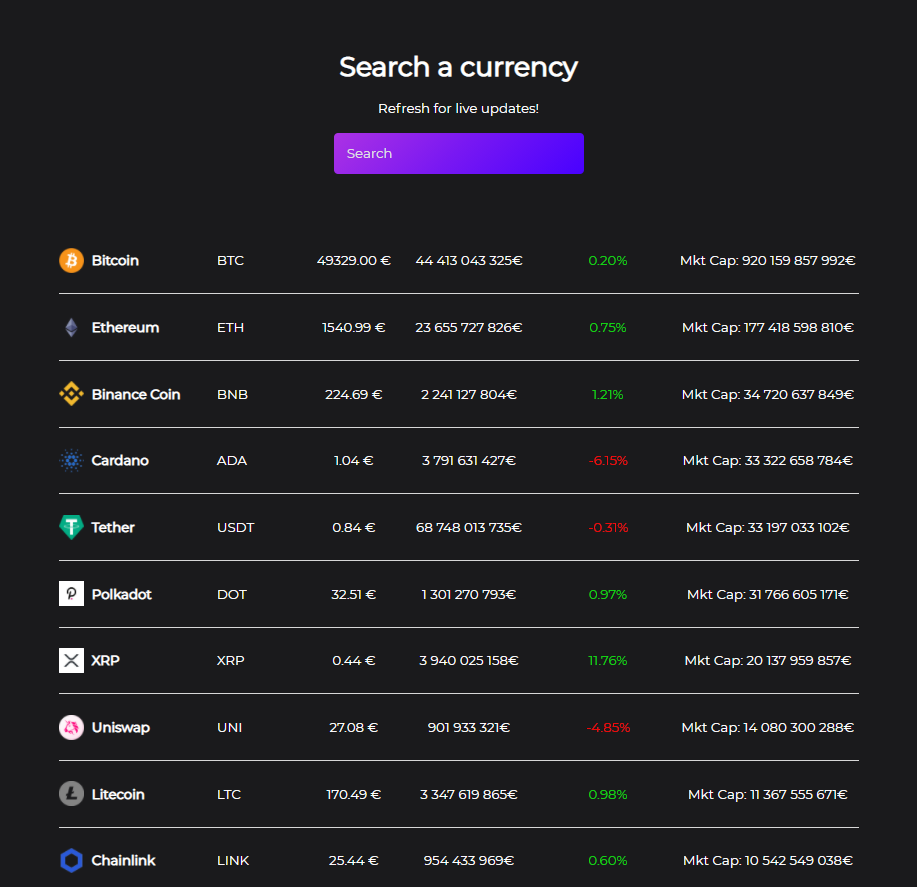 Search a currency
Refresh for live updates!
Search
Bitcoin BTC 49329.00 € 44 413 043 325€ 0.20% Mkt Cap: 920 159 857 992€
Ethereum ETH 1540.99 € 23 655 727 826€ 0.75% Mkt Cap: 177 418 598 810€
Binance Coin BNB 224.69 € 2 241 127 804€ 1.21% Mkt Cap: 34 720 637 849€
Cardano ADA 1.04 € 3 791 631 427€ -6.15% Mkt Cap: 33 322 658 784€
Tether USDT 0.84 € 68 748 013 735€ -0.31% Mkt Cap: 33 197 033 102€
Polkadot DOT 32.51 € 1 301 270 793€ 0.97% Mkt Cap: 31 766 605 171€
XRP XRP 0.44 € 3 940 025 158€ 11.76% Mkt Cap: 20 137 959 857€
Uniswap UNI 27.08 € 901 933 321€ -4.85% Mkt Cap: 14 080 300 288€
Litecoin LTC 170.49 € 3 347 619 865€ 0.98% Mkt Cap: 11 367 555 671€
Chainlink LINK 25.44 € 954 433 969€ 0.60% Mkt Cap: 10 542 549 038€